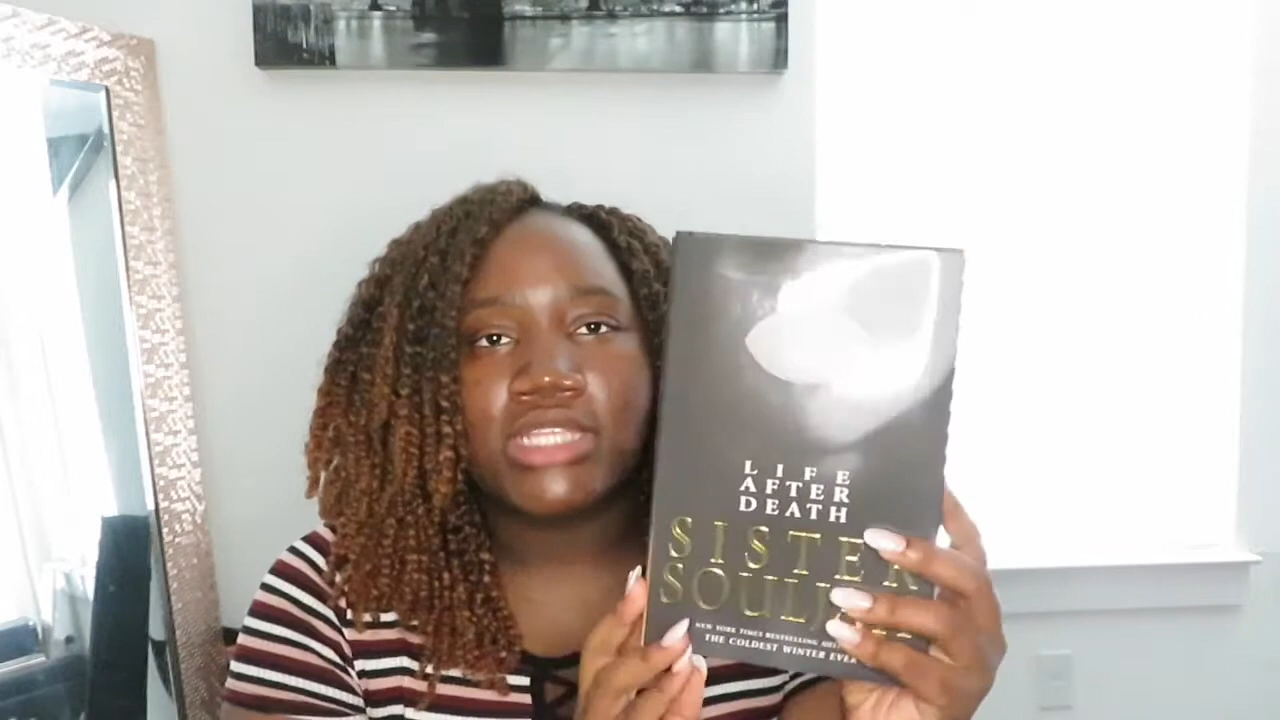 LIFE
AFTER
DEATH
SISTER
SOULJAH
NEW YORK TIMES BESTSELLING
THE COLDEST WINTER EVER